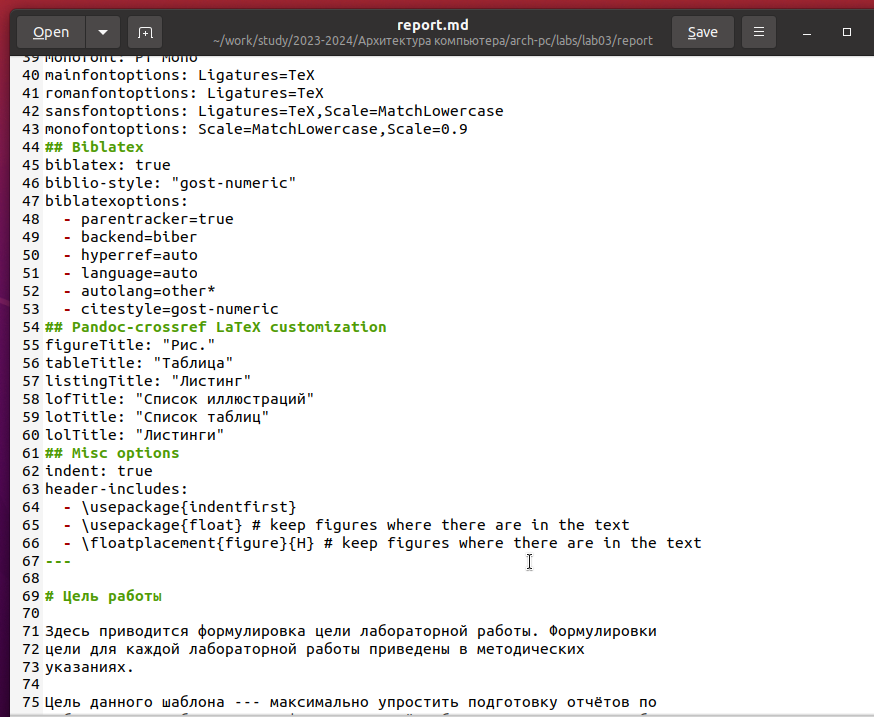 Open
report.md
~/work/study/2023-2024/Архитектура компьютера/arch-pc/labs/lab03/report
Save
39 monofont: PT Mono
40 mainfontoptions: Ligatures=TeX
41 romanfontoptions: Ligatures=TeX
42 sansfontoptions: Ligatures=TeX,Scale=MatchLowercase
43 monofontoptions: Scale=MatchLowercase,Scale=0.9
44 ## Biblatex
45 biblatex: true
46 biblio-style: "gost-numeric"
47 biblatexoptions:
48   - parentracker=true
49   - backend=biber
50   - hyperref=auto
51   - language=auto
52   - autolang=other*
53   - citestyle=gost-numeric
54 ## Pandoc-crossref LaTeX customization
55 figureTitle: "Рис."
56 tableTitle: "Таблица"
57 listingTitle: "Листинг"
58 lofTitle: "Список иллюстраций"
59 lotTitle: "Список таблиц"
60 lolTitle: "Листинги"
61 ## Misc options
62 indent: true
63 header-includes:
64   - \usepackage{indentfirst}
65   - \usepackage{float} # keep figures where there are in the text
66   - \floatplacement{figure}{H} # keep figures where there are in the text
67 ---
68
69 # Цель работы
70
71 Здесь приводится формулировка цели лабораторной работы. Формулировки
72 цели для каждой лабораторной работы приведены в методических
73 указаниях.
74
75 Цель данного шаблона --- максимально упростить подготовку отчётов по